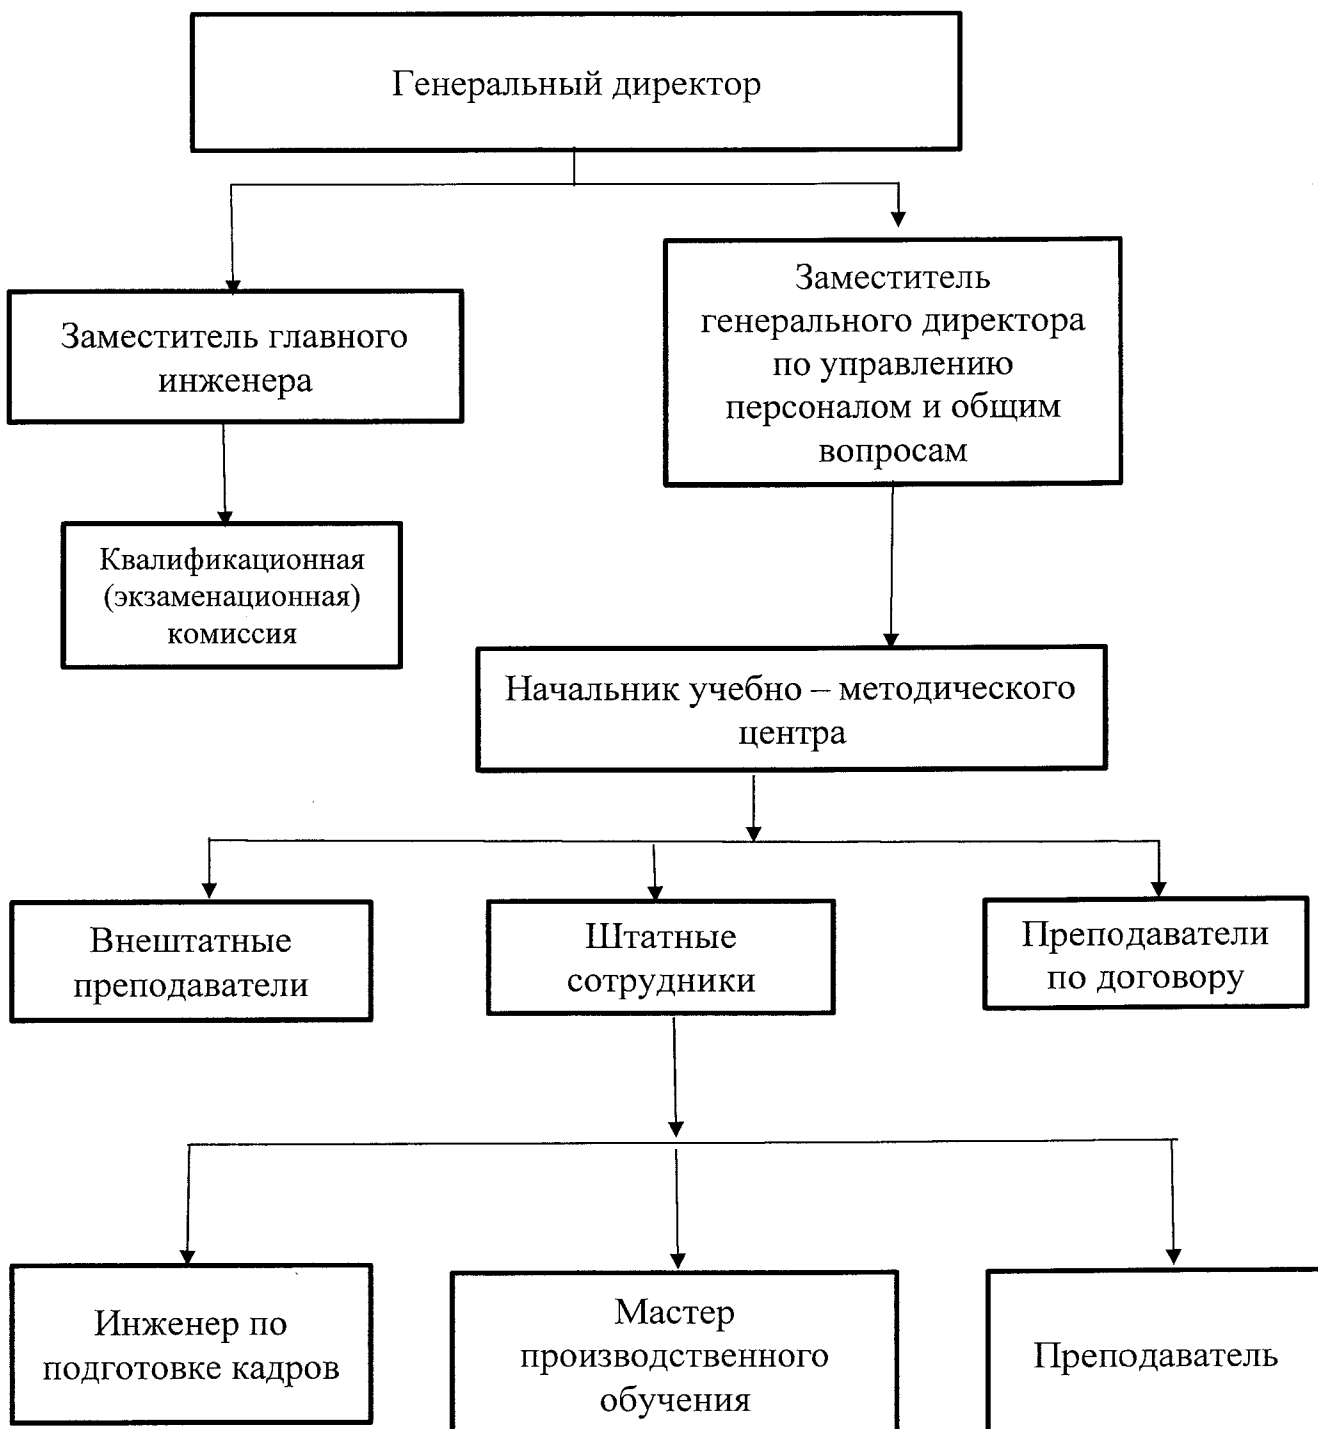 Генеральный директор
Заместитель главного
инженера
Заместитель
генерального директора
по управлению
персоналом и общим
вопросам
Квалификационная
(экзаменационная)
комиссия
Начальник учебно – методического
центра
Внештатные
преподаватели
Штатные
сотрудники
Преподаватели
по договору
Инженер по
подготовке кадров
Мастер
производственного
обучения
Преподаватель